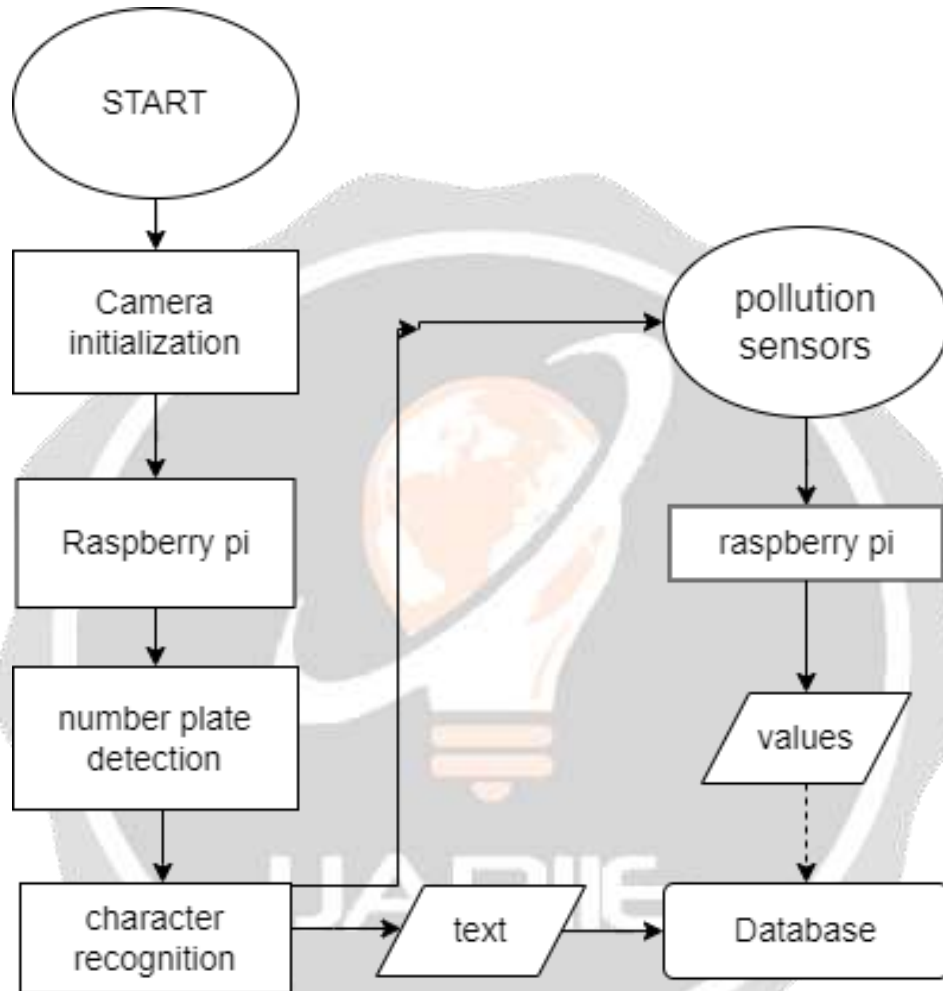 START
Camera
initialization
Raspberry pi
number plate
detection
character
recognition
text
pollution
sensors
raspberry pi
values
Database